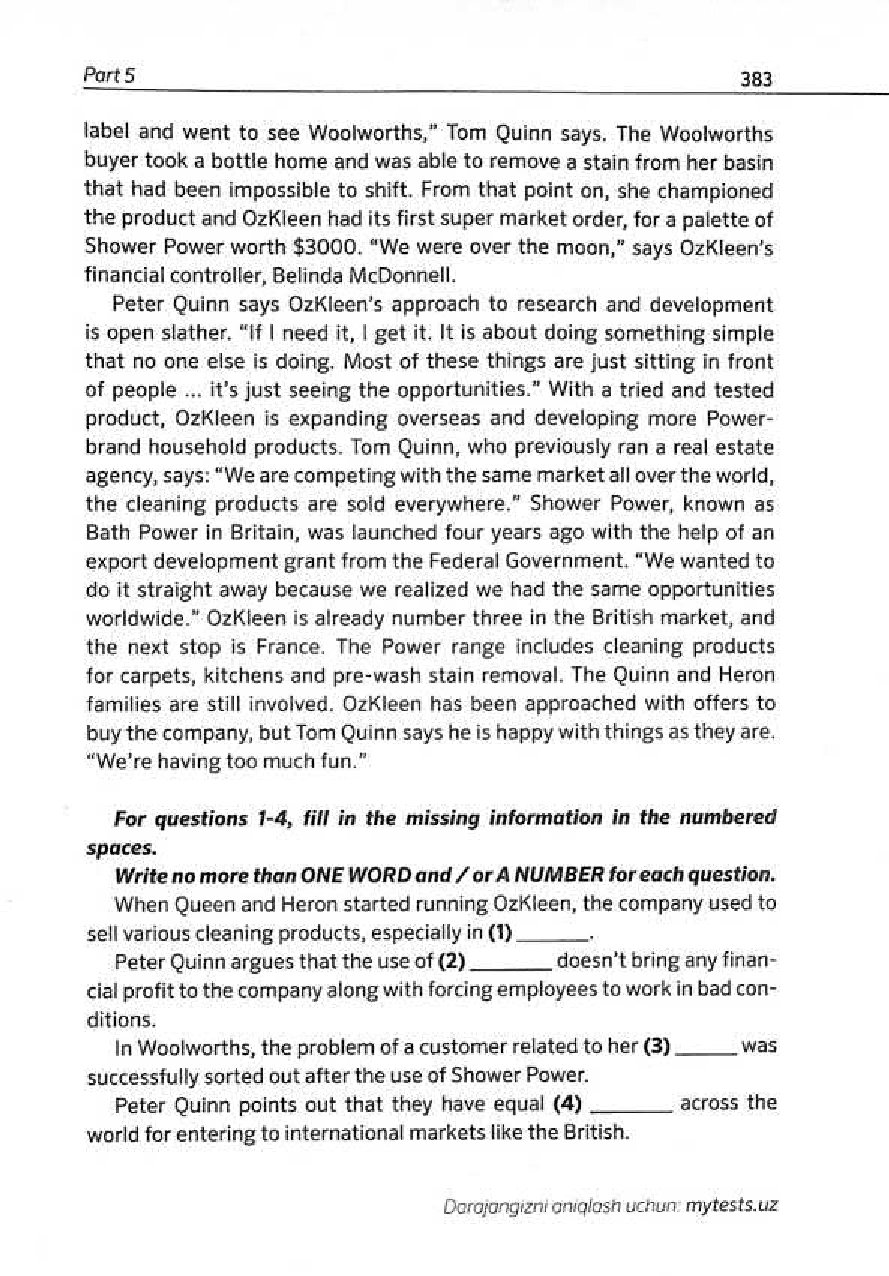 Part 5
383
label and went to see Woolworths,” Tom Quinn says. The Woolworths
buyer took a bottle home and was able to remove a stain from her basin
that had been impossible to shift. From that point on, she championed
the product and OzKleen had its first super market order, for a palette of
Shower Power worth $3000. “We were over the moon,” says OzKleen’s
financial controller, Belinda McDonnell.
Peter Quinn says OzKleen’s approach to research and development
is open slather. “If I need it, I get it. It is about doing something simple
that no one else is doing. Most of these things are just sitting in front
of people ... it’s just seeing the opportunities.” With a tried and tested
product, OzKleen is expanding overseas and developing more Power-
brand household products. Tom Quinn, who previously ran a real estate
agency, says: “We are competing with the same market all over the world,
the cleaning products are sold everywhere.” Shower Power, known as
Bath Power in Britain, was launched four years ago with the help of an
export development grant from the Federal Government. “We wanted to
do it straight away because we realized we had the same opportunities
worldwide.” OzKleen is already number three in the British market, and
the next stop is France. The Power range includes cleaning products
for carpets, kitchens and pre-wash stain removal. The Quinn and Heron
families are still involved. OzKleen has been approached with offers to
buy the company, but Tom Quinn says he is happy with things as they are.
“We’re having too much fun.”
For questions 1-4, fill in the missing information in the numbered
spaces.
Write no more than ONE WORD and / or A NUMBER for each question.
When Queen and Heron started running OzKleen, the company used to
sell various cleaning products, especially in (1) ______.
Peter Quinn argues that the use of (2) ______ doesn’t bring any finan-
cial profit to the company along with forcing employees to work in bad con-
ditions.
In Woolworths, the problem of a customer related to her (3) _____ was
successfully sorted out after the use of Shower Power.
Peter Quinn points out that they have equal (4) ______ across the
world for entering to international markets like the British.
Darajangizni aniqlash uchun: mytests.uz